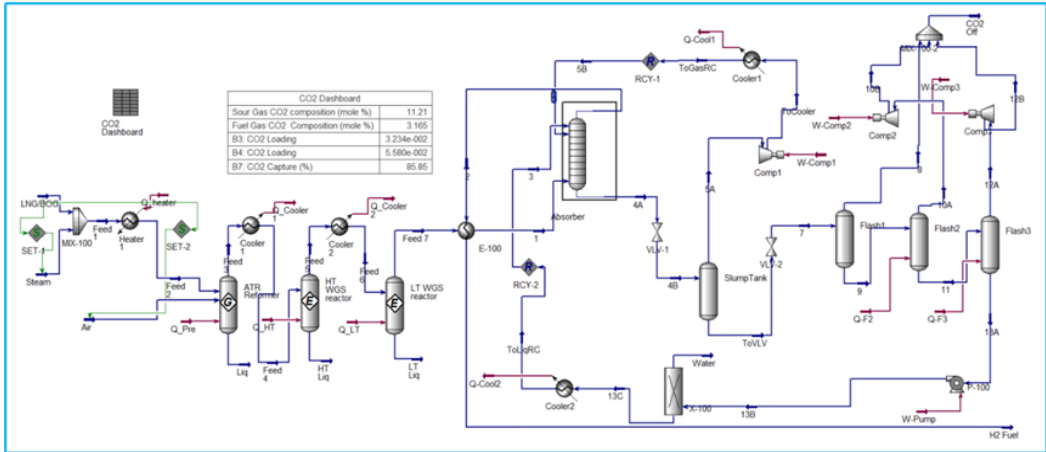 CO2
Off
MIX-100-2
10B
W-Comp3
12B
Q-Cool1
5B
RCY-1
ToGasRC
Cooler1
ToCooler
W-Comp2
Comp2
CO2
Dashboard
CO2 Dashboard
Sour Gas CO2 composition (mole %) 11.21
Fuel Gas CO2 Composition (mole %) 3.165
B3: CO2 Loading 3.234e-002
B4: CO2 Loading 5.580e-002
B7: CO2 Capture (%) 85.85
2
3
Absorber
1
4A
5A
Comp1
W-Comp1
8
10A
12A
LNG/BOG
Q_heater
Q_Cooler
1
Q_Cooler
2
SET-1
MIX-100
Feed
1
Heater
1
SET-2
Cooler
1
Cooler
2
Feed 7
E-100
VLV-1
7
Flash1
Flash2
Flash3
Steam
Feed
2
Feed
3
Feed
5
Feed
6
RCY-2
4B
SlumpTank
VLV-2
9
11
Air
G
ATR
Reformer
E
HT
WGS
reactor
E
LT WGS
reactor
Q_Pre
Q_HT
Q_LT
Q-F2
Q-F3
13A
Liq
Feed
4
HT
Liq
LT
Liq
ToLiqRC
ToVLV
Q-Cool2
Cooler2
13C
Water
X-100
13B
P-100
W-Pump
H2 Fuel